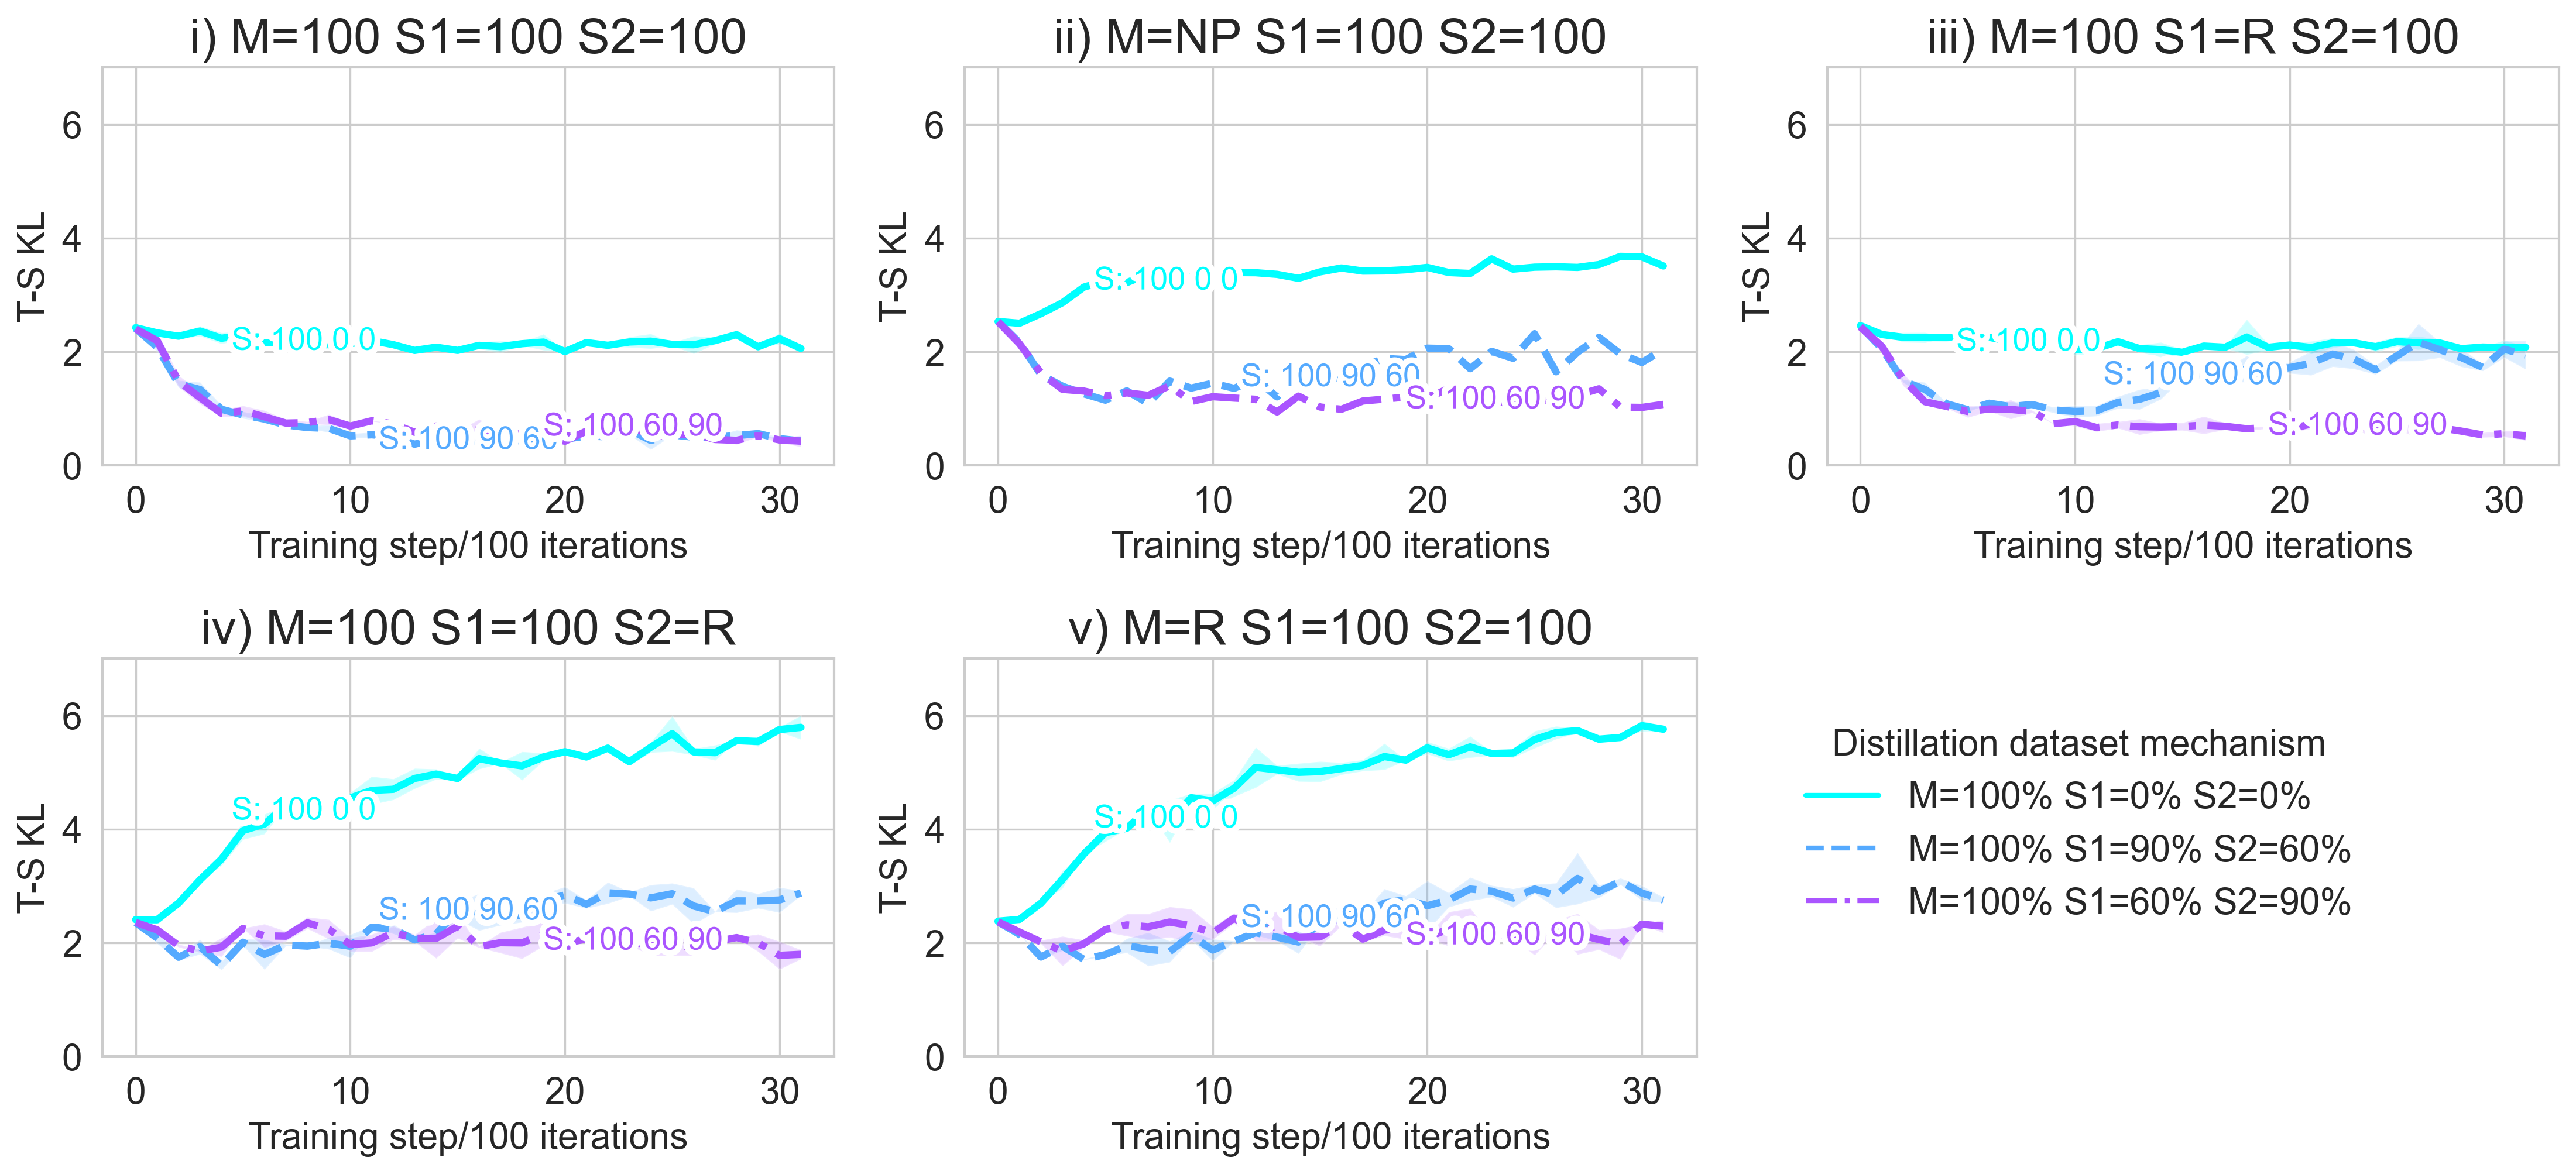 i) M=100 S1=100 S2=100
6
4
2
0
T-S KL
S: 100 0 0
S: 100 90 60
S: 100 60 90
0 10 20 30
Training step/100 iterations
ii) M=NP S1=100 S2=100
6
4
2
0
T-S KL
S: 100 0 0
S: 100 90 60
S: 100 60 90
0 10 20 30
Training step/100 iterations
iii) M=100 S1=R S2=100
6
4
2
0
T-S KL
S: 100 0 0
S: 100 90 60
S: 100 60 90
0 10 20 30
Training step/100 iterations
iv) M=100 S1=100 S2=R
6
4
2
0
T-S KL
S: 100 0 0
S: 100 90 60
S: 100 60 90
0 10 20 30
Training step/100 iterations
v) M=R S1=100 S2=100
6
4
2
0
T-S KL
S: 100 0 0
S: 100 90 60
S: 100 60 90
0 10 20 30
Training step/100 iterations
Distillation dataset mechanism
M=100% S1=0% S2=0%
M=100% S1=90% S2=60%
M=100% S1=60% S2=90%